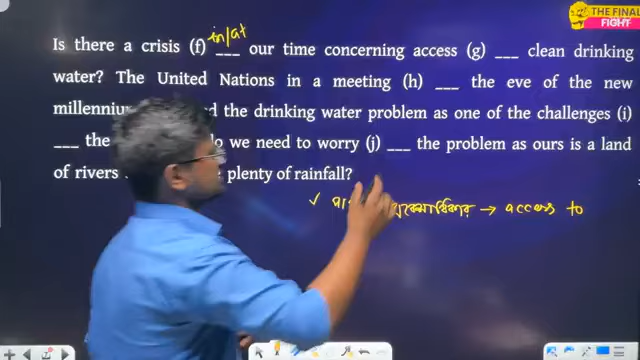 THE FINAL
FIGHT
in/at
Is there a crisis (f) ___ our time concerning access (g) ___ clean drinking
water? The United Nations in a meeting (h) ___ the eve of the new
the drinking water problem as one of the challenges (i)
___ the we need to worry (j) ___ the problem as ours is a land
of rivers plenty of rainfall?
→ access to